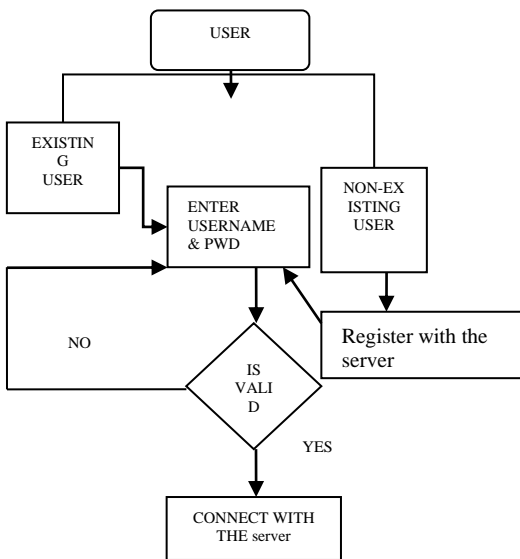 USER
EXISTIN
G
USER
ENTER
USERNAME
& PWD
NON-EX
ISTING
USER
Register with the
server
NO
IS
VALI
D
YES
CONNECT WITH
THE server